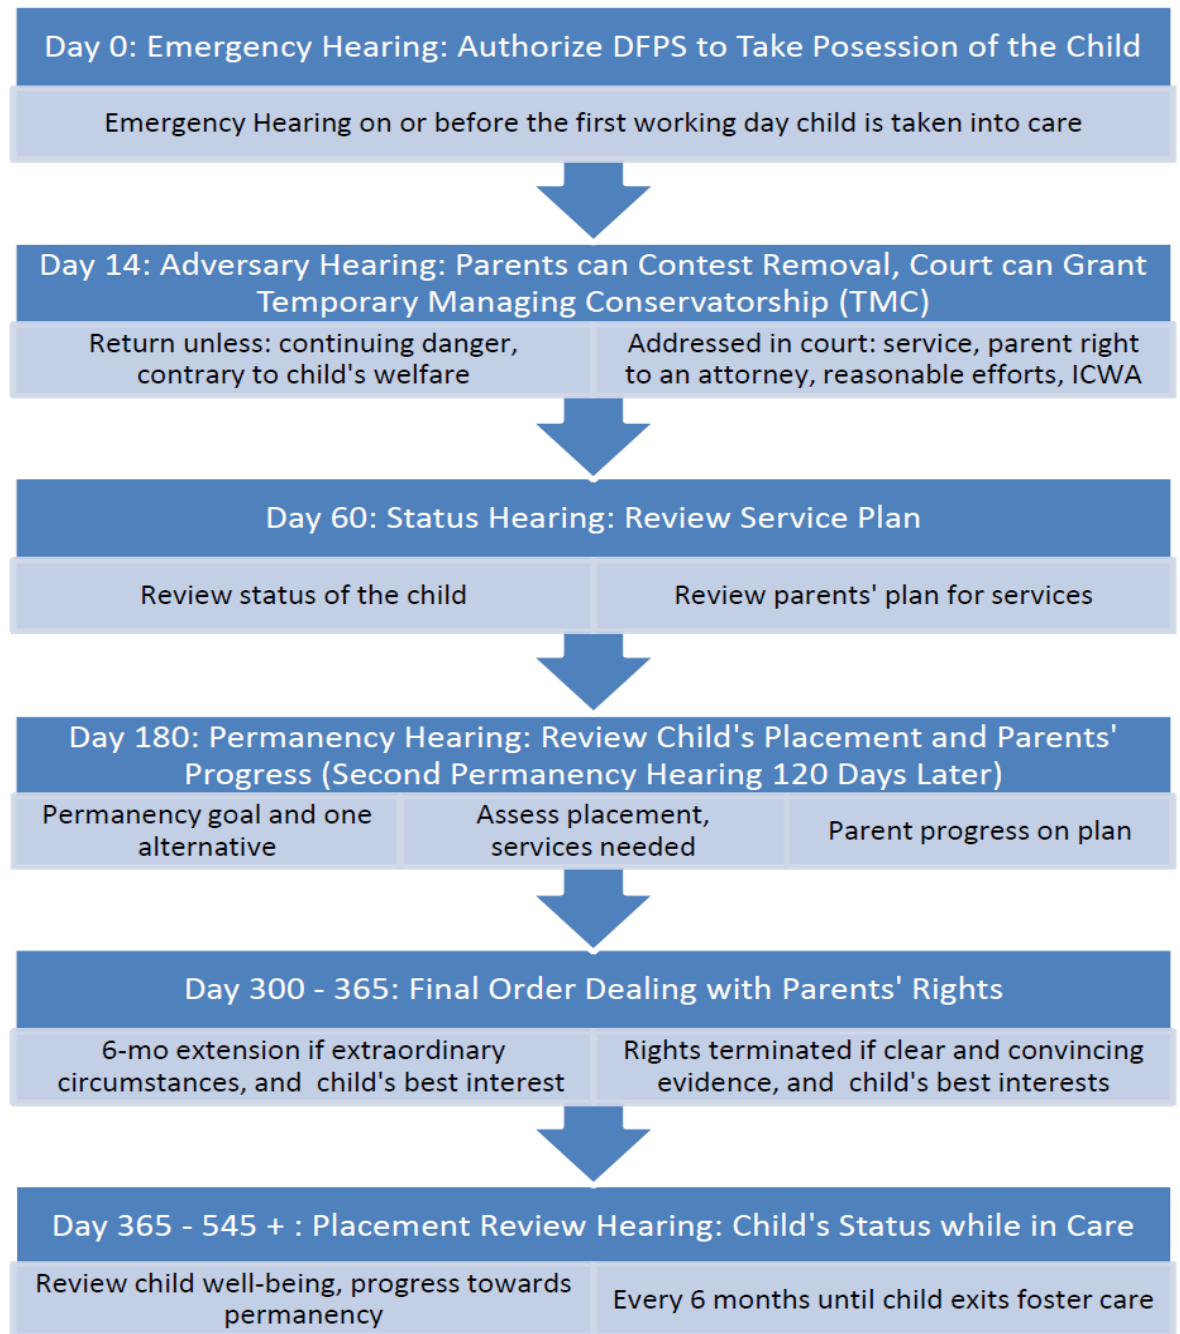 Day 0: Emergency Hearing: Authorize DFPS to Take Posession of the Child
Emergency Hearing on or before the first working day child is taken into care
Day 14: Adversary Hearing: Parents can Contest Removal, Court can Grant
Temporary Managing Conservatorship (TMC)
Return unless: continuing danger,
contrary to child's welfare
Addressed in court: service, parent right
to an attorney, reasonable efforts, ICWA
Day 60: Status Hearing: Review Service Plan
Review status of the child
Review parents' plan for services
Day 180: Permanency Hearing: Review Child's Placement and Parents'
Progress (Second Permanency Hearing 120 Days Later)
Permanency goal and one
alternative
Assess placement,
services needed
Parent progress on plan
Day 300 - 365: Final Order Dealing with Parents' Rights
6-mo extension if extraordinary
circumstances, and  child's best interest
Rights terminated if clear and convincing
evidence, and  child's best interests
Day 365 - 545 + : Placement Review Hearing: Child's Status while in Care
Review child well-being, progress towards
permanency
Every 6 months until child exits foster care